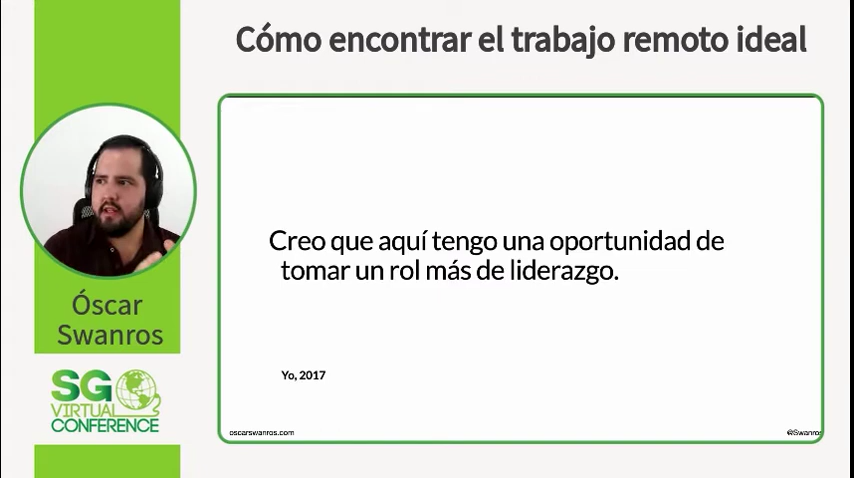 Cómo encontrar el trabajo remoto ideal
Creo que aquí tengo una oportunidad de
tomar un rol más de liderazgo.
Yo, 2017
oscarswanros.com
@Swanros
Óscar
Swanros
SG
VIRTUAL
CONFERENCE